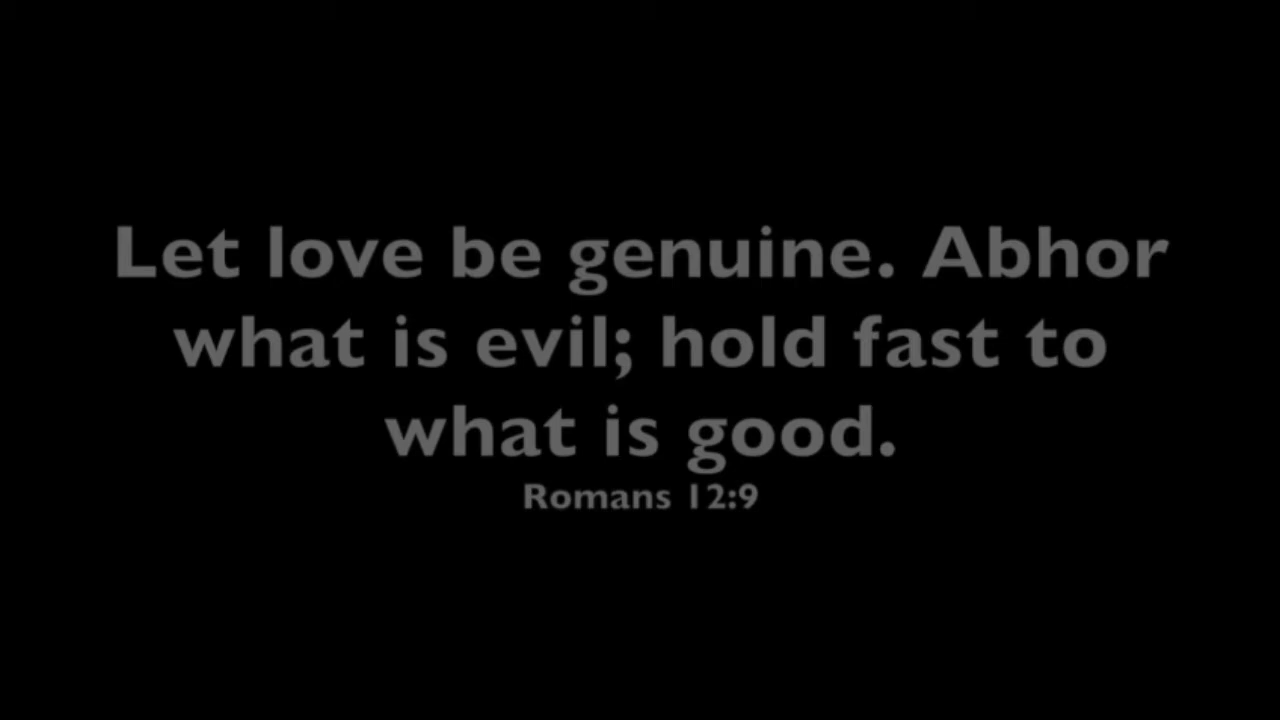 Let love be genuine. Abhor
what is evil; hold fast to
what is good.
Romans 12:9